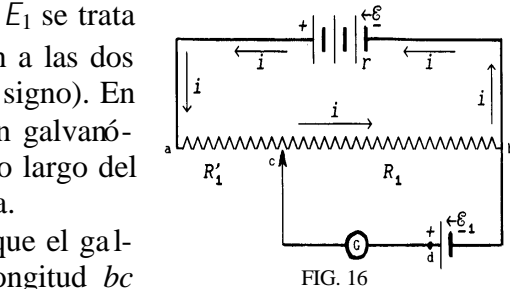 E₁ se trata
a las dos
signo). En
galvanó-
largo del
a.
que el gal-
longitud bc
+ ←ℰ
i r i
i i i
a R'₁ c R₁
G + d ←ℰ₁
FIG. 16